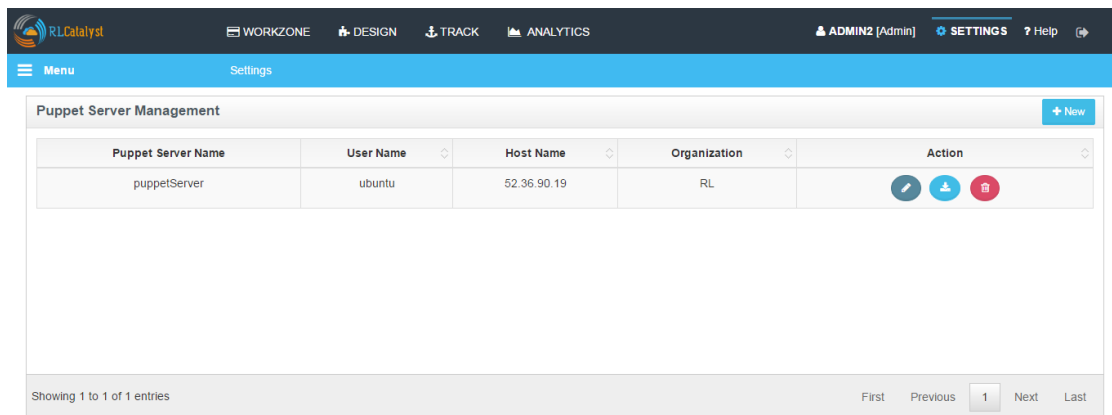 RLCatalyst WORKZONE DESIGN TRACK ANALYTICS ADMIN2 [Admin] SETTINGS ? Help
Menu Settings
Puppet Server Management + New
Puppet Server Name User Name Host Name Organization Action
puppetServer ubuntu 52.36.90.19 RL
Showing 1 to 1 of 1 entries First Previous 1 Next Last